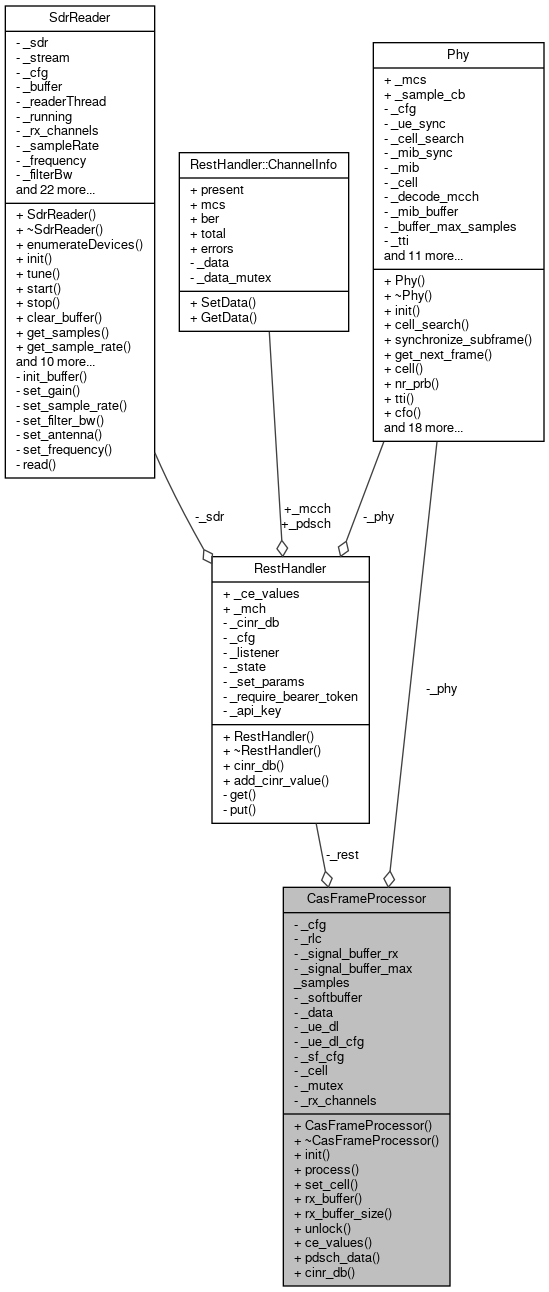 SdrReader
- _sdr
- _stream
- _cfg
- _buffer
- _readerThread
- _running
- _rx_channels
- _sampleRate
- _frequency
- _filterBw
and 22 more...
+ SdrReader()
+ ~SdrReader()
+ enumerateDevices()
+ init()
+ tune()
+ start()
+ stop()
+ clear_buffer()
+ get_samples()
+ get_sample_rate()
and 10 more...
- init_buffer()
- set_gain()
- set_sample_rate()
- set_filter_bw()
- set_antenna()
- set_frequency()
- read()
RestHandler::ChannelInfo
+ present
+ mcs
+ ber
+ total
+ errors
- _data
- _data_mutex
+ SetData()
+ GetData()
Phy
+ _mcs
+ _sample_cb
- _cfg
- _ue_sync
- _cell_search
- _mib_sync
- _mib
- _cell
- _decode_mcch
- _mib_buffer
- _buffer_max_samples
- _tti
and 11 more...
+ Phy()
+ ~Phy()
+ init()
+ cell_search()
+ synchronize_subframe()
+ get_next_frame()
+ cell()
+ nr_prb()
+ tti()
+ cfo()
and 18 more...
-_sdr
+_mcch
+_pdsch
-_phy
RestHandler
+ _ce_values
+ _mch
- _cinr_db
- _cfg
- _listener
- _state
- _set_params
- _require_bearer_token
- _api_key
+ RestHandler()
+ ~RestHandler()
+ cinr_db()
+ add_cinr_value()
- get()
- put()
-_phy
-_rest
CasFrameProcessor
- _cfg
- _rlc
- _signal_buffer_rx
- _signal_buffer_max
_samples
- _softbuffer
- _data
- _ue_dl
- _ue_dl_cfg
- _sf_cfg
- _cell
- _mutex
- _rx_channels
+ CasFrameProcessor()
+ ~CasFrameProcessor()
+ init()
+ process()
+ set_cell()
+ rx_buffer()
+ rx_buffer_size()
+ unlock()
+ ce_values()
+ pdsch_data()
+ cinr_db()